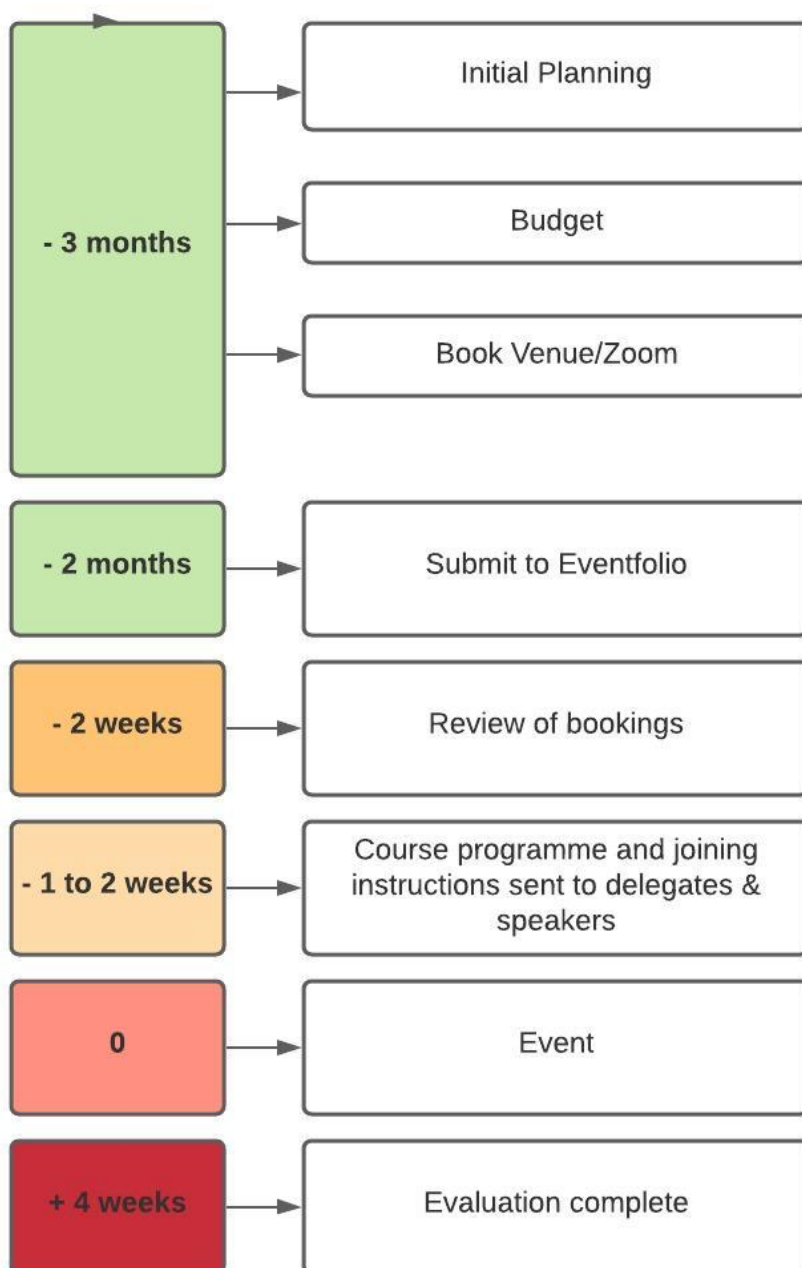 - 3 months
Initial Planning
Budget
Book Venue/Zoom
- 2 months
Submit to Eventfolio
- 2 weeks
Review of bookings
- 1 to 2 weeks
Course programme and joining
instructions sent to delegates &
speakers
0
Event
+ 4 weeks
Evaluation complete